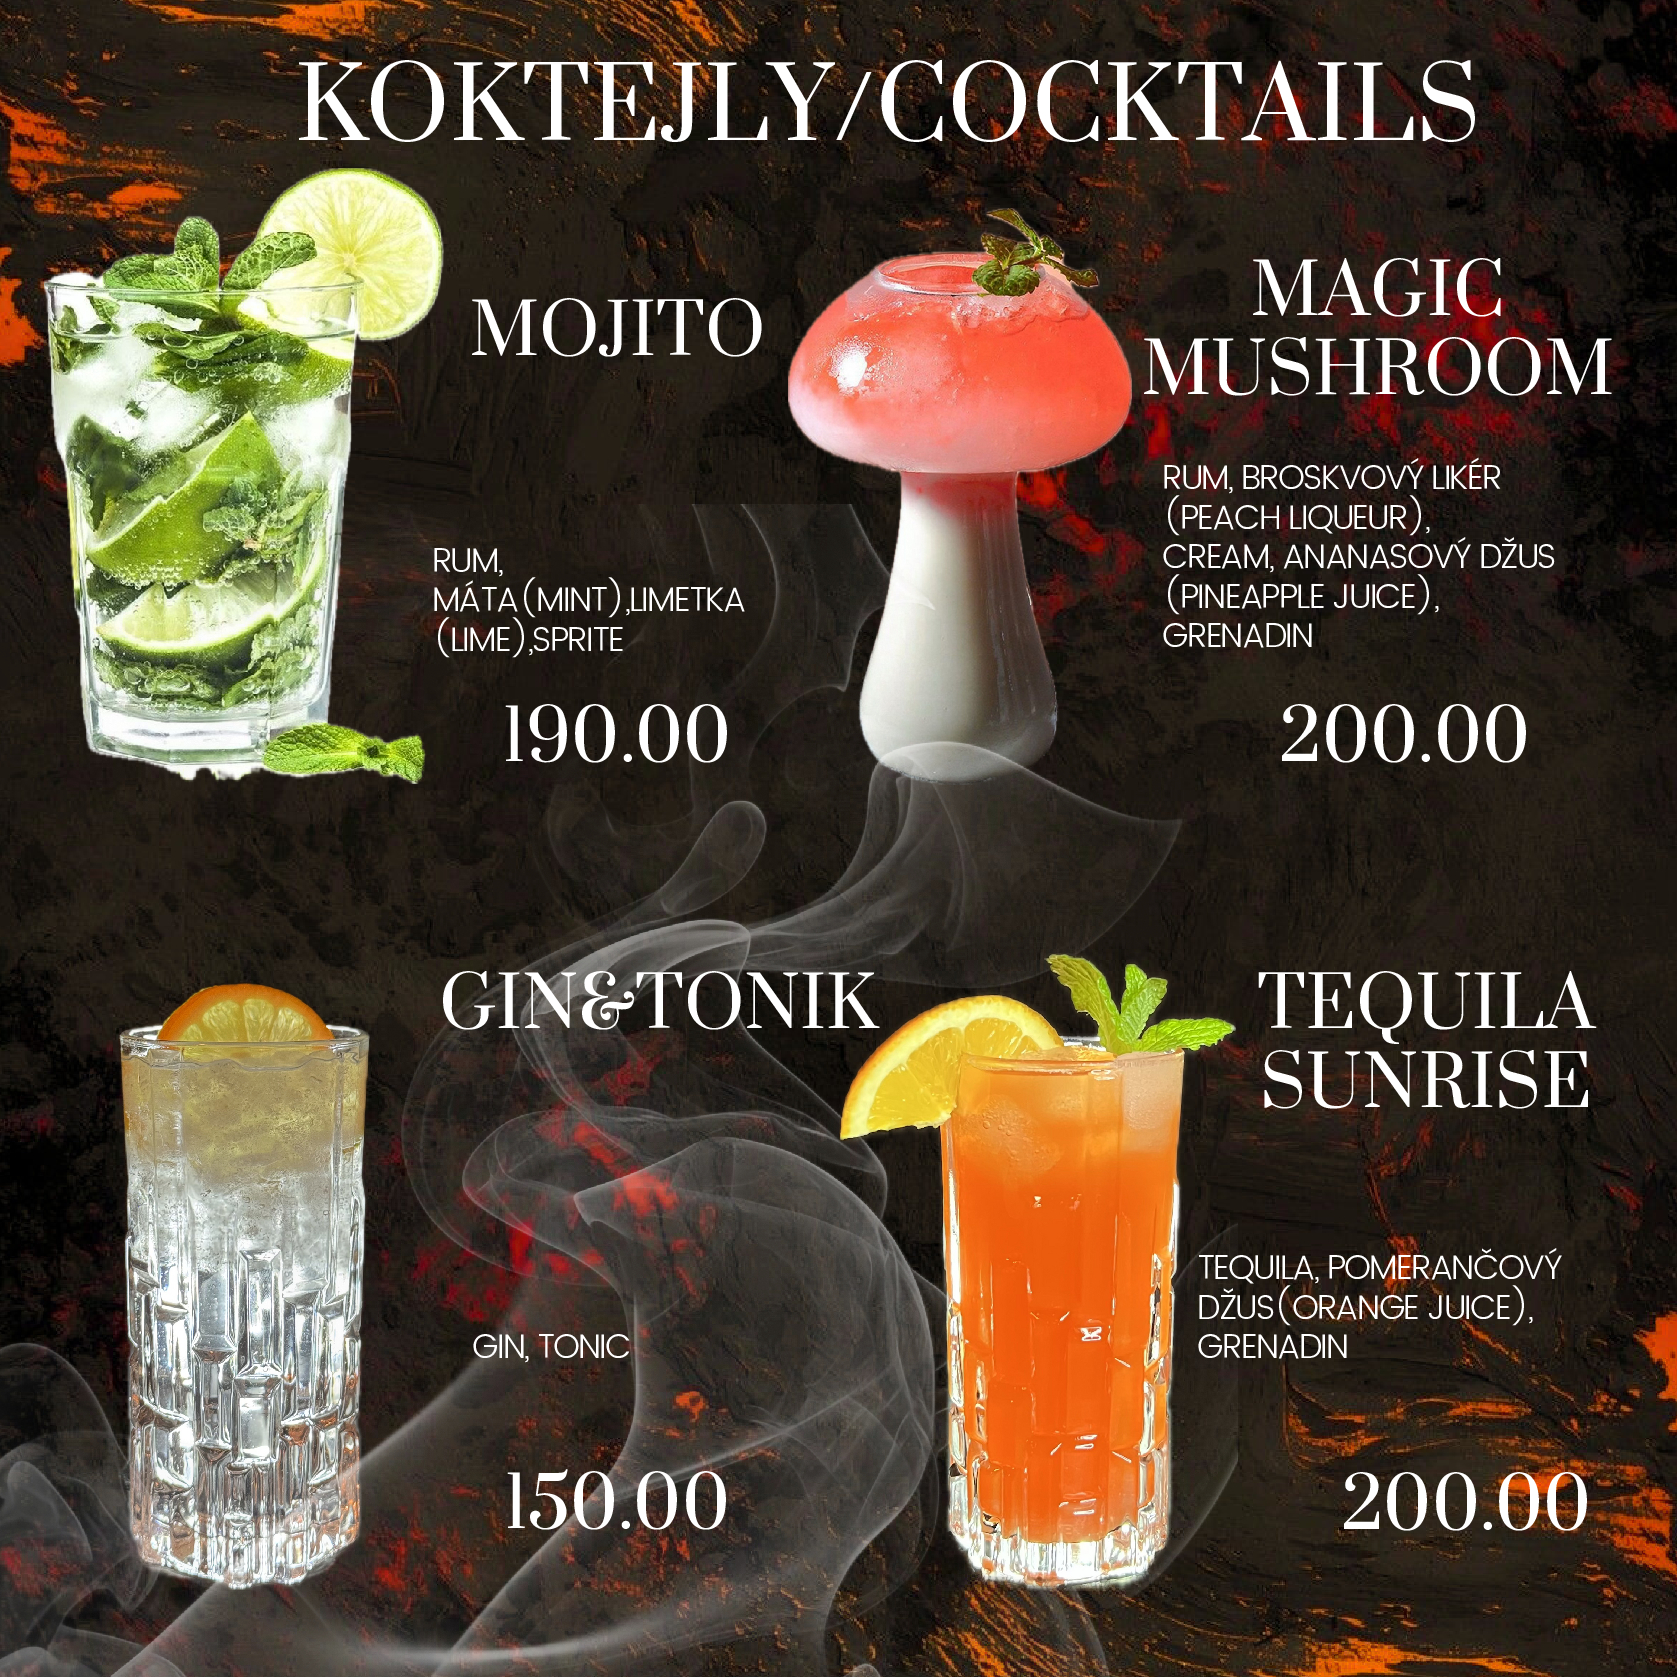 KOKTEJLY/COCKTAILS
MOJITO
RUM,
MÁTA(MINT),LIMETKA
(LIME),SPRITE
190.00
MAGIC
MUSHROOM
RUM, BROSKVOVÝ LIKÉR
(PEACH LIQUEUR),
CREAM, ANANASOVÝ DŽUS
(PINEAPPLE JUICE),
GRENADIN
200.00
GIN&TONIK
GIN, TONIC
150.00
TEQUILA
SUNRISE
TEQUILA, POMERANČOVÝ
DŽUS(ORANGE JUICE),
GRENADIN
200.00